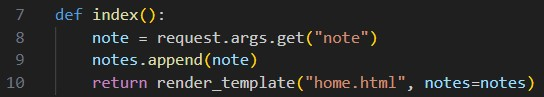 7 def index():
8     note = request.args.get("note")
9     notes.append(note)
10     return render_template("home.html", notes=notes)